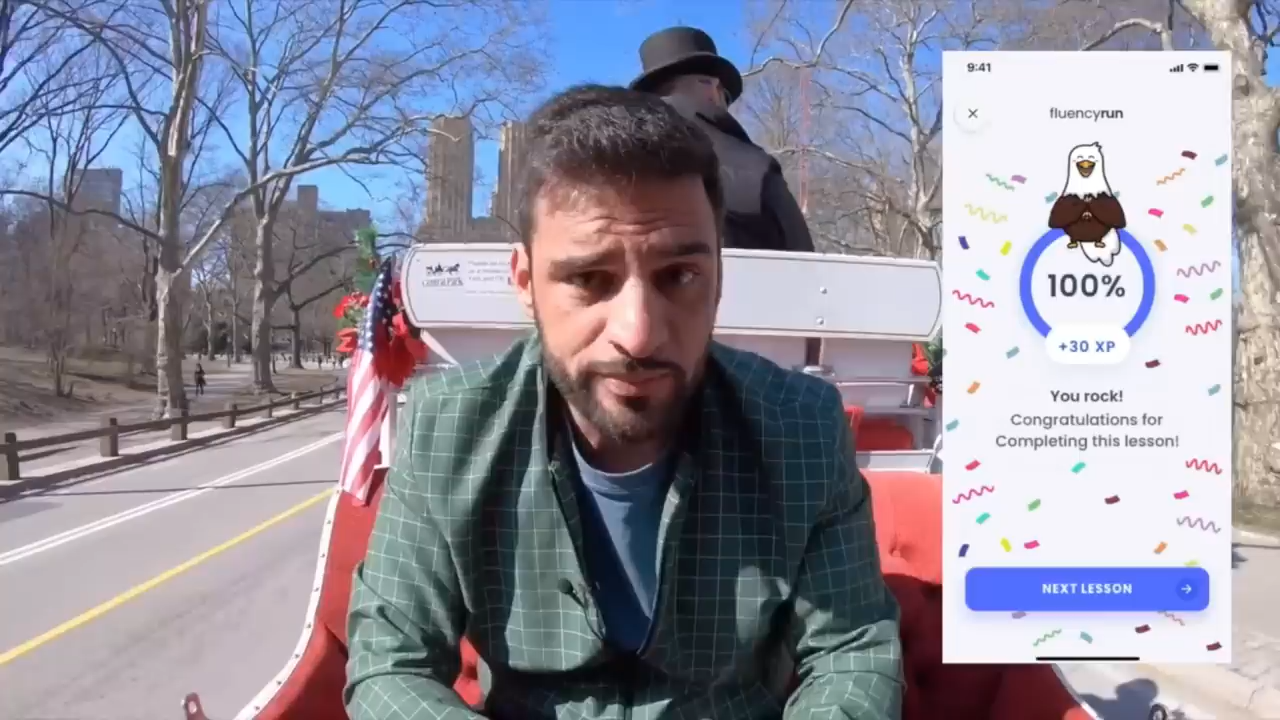 9:41
fluencyrun
100%
+30 XP
You rock!
Congratulations for
Completing this lesson!
NEXT LESSON